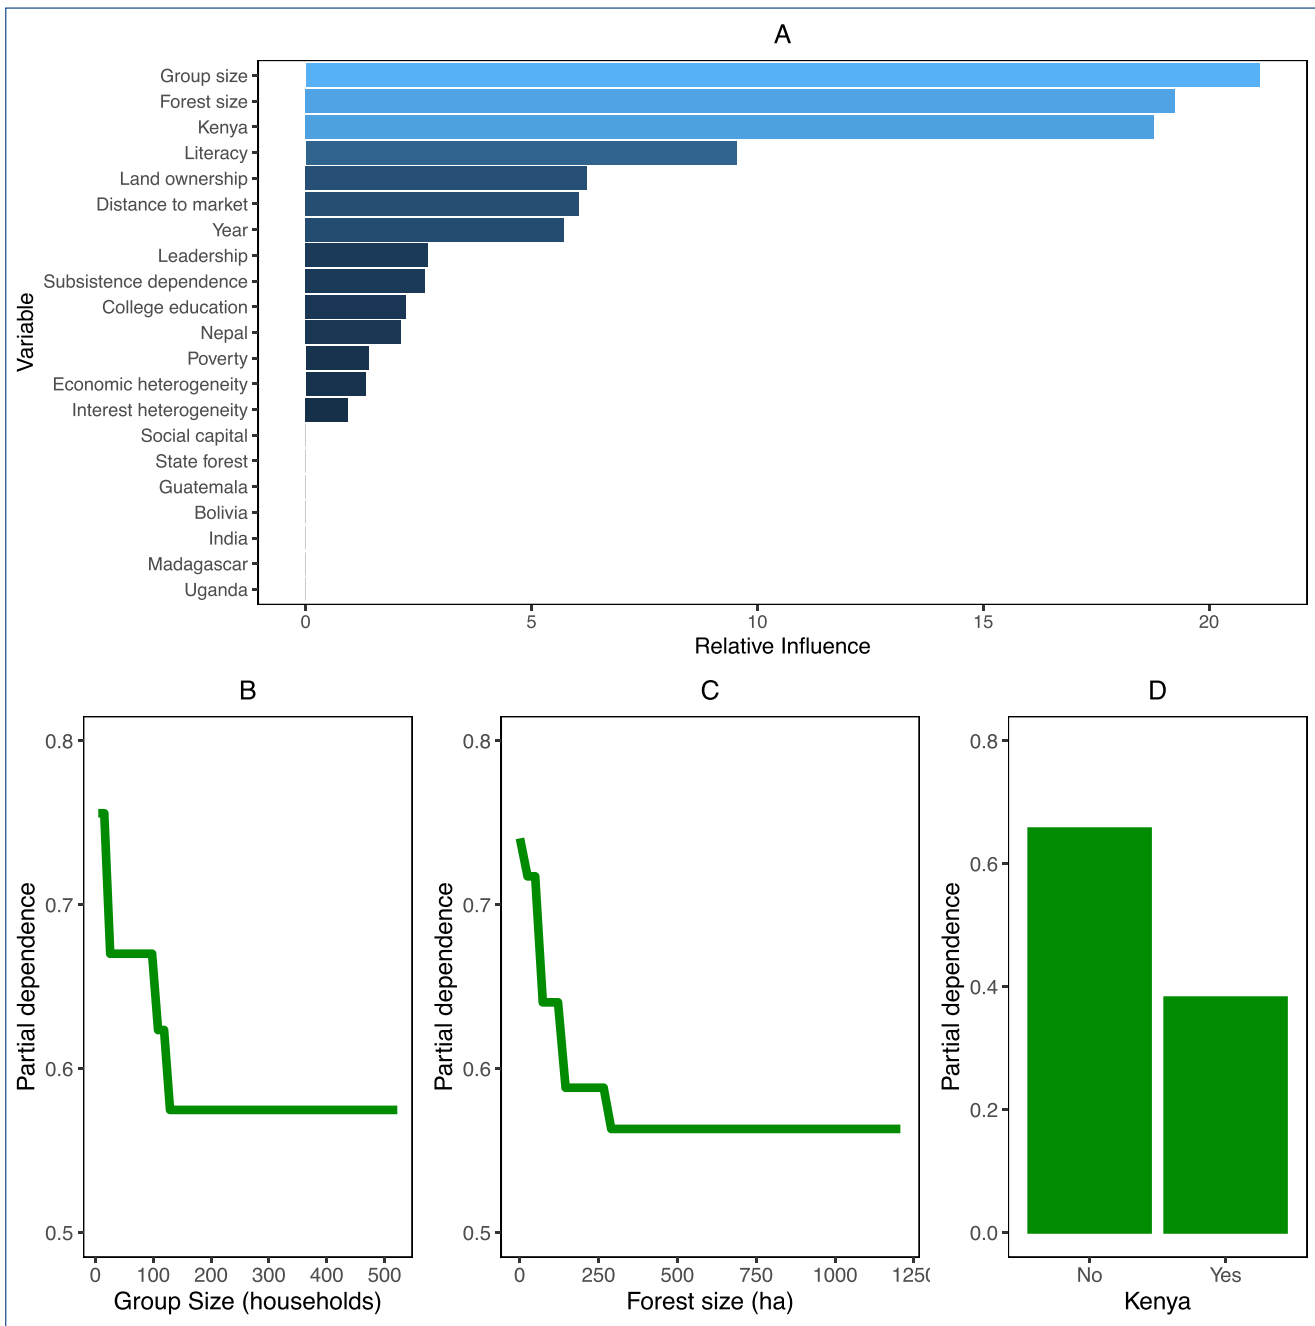 A
Variable
Group size
Forest size
Kenya
Literacy
Land ownership
Distance to market
Year
Leadership
Subsistence dependence
College education
Nepal
Poverty
Economic heterogeneity
Interest heterogeneity
Social capital
State forest
Guatemala
Bolivia
India
Madagascar
Uganda
0 5 10 15 20
Relative Influence
B
Partial dependence
0.8
0.7
0.6
0.5
0 100 200 300 400 500
Group Size (households)
C
Partial dependence
0.8
0.7
0.6
0.5
0 250 500 750 1000 125
Forest size (ha)
D
Partial dependence
0.8
0.6
0.4
0.2
0.0
No Yes
Kenya